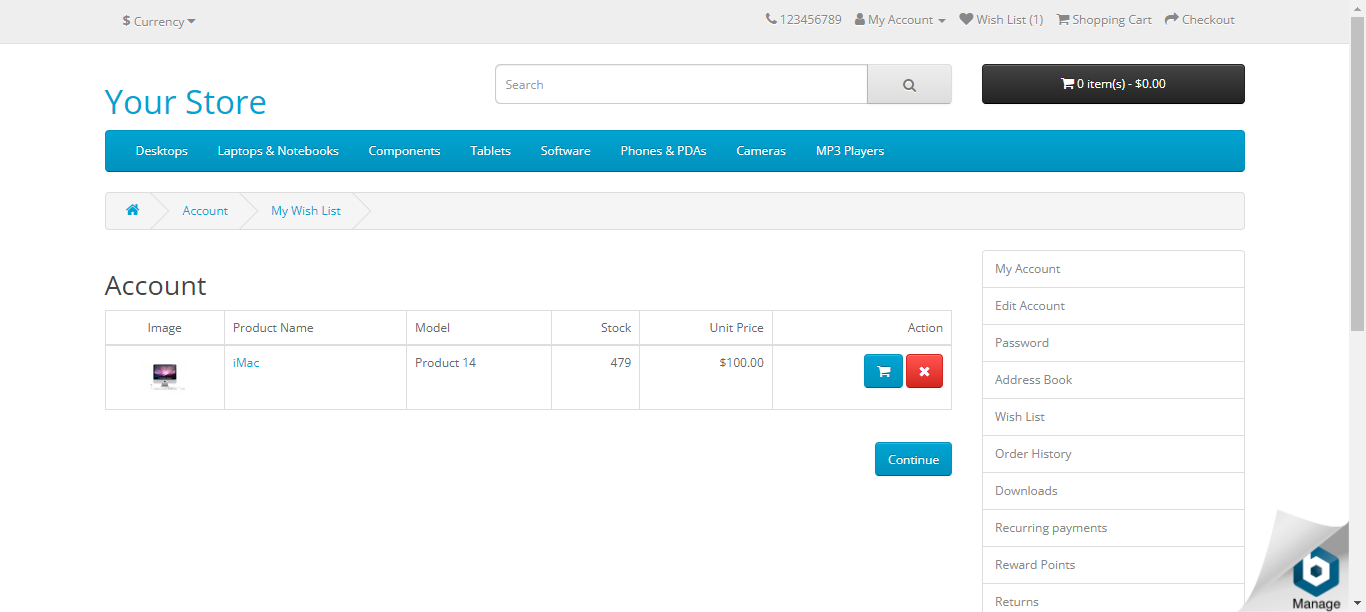 $ Currency
123456789 My Account Wish List (1) Shopping Cart Checkout
Your Store
Search
0 item(s) - $0.00
Desktops Laptops & Notebooks Components Tablets Software Phones & PDAs Cameras MP3 Players
Account My Wish List
Account
Image Product Name Model Stock Unit Price Action
iMac Product 14 479 $100.00
Continue
My Account
Edit Account
Password
Address Book
Wish List
Order History
Downloads
Recurring payments
Reward Points
Returns
Manage